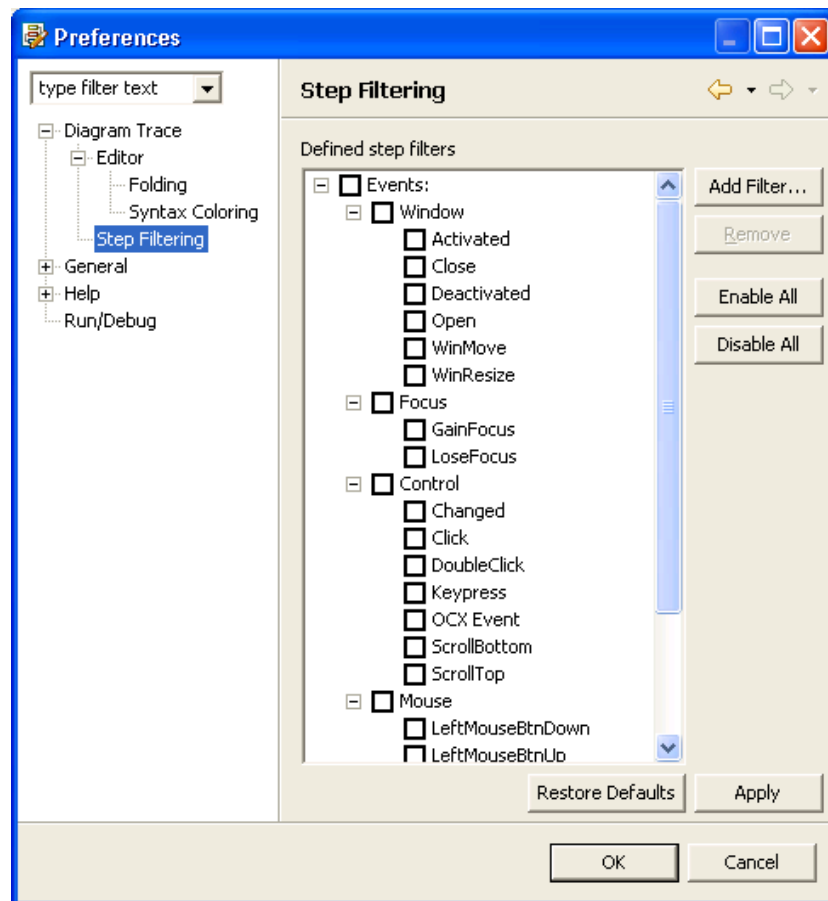 Preferences
type filter text
Diagram Trace
Editor
Folding
Syntax Coloring
Step Filtering
General
Help
Run/Debug
Step Filtering
Defined step filters
Events:
Window
Activated
Close
Deactivated
Open
WinMove
WinResize
Focus
GainFocus
LoseFocus
Control
Changed
Click
DoubleClick
Keypress
OCX Event
ScrollBottom
ScrollTop
Mouse
LeftMouseBtnDown
LeftMouseBtnUp
Add Filter...
Remove
Enable All
Disable All
Restore Defaults
Apply
OK
Cancel